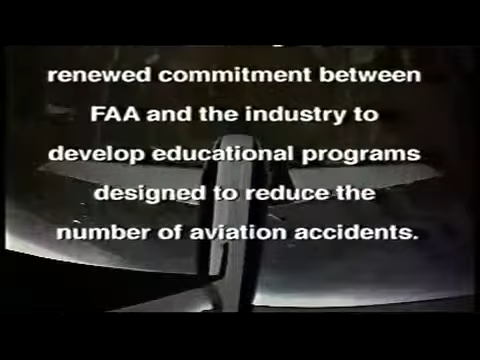 renewed commitment between
FAA and the industry to
develop educational programs
designed to reduce the
number of aviation accidents.